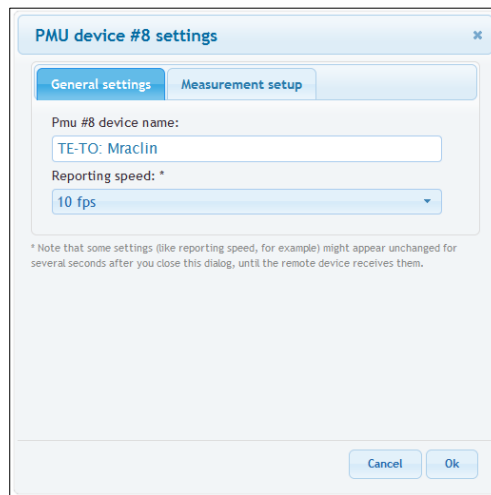 PMU device #8 settings
General settings
Measurement setup
Pmu #8 device name:
TE-TO: Mraclin
Reporting speed: *
10 fps
* Note that some settings (like reporting speed, for example) might appear unchanged for
several seconds after you close this dialog, until the remote device receives them.
Cancel
Ok